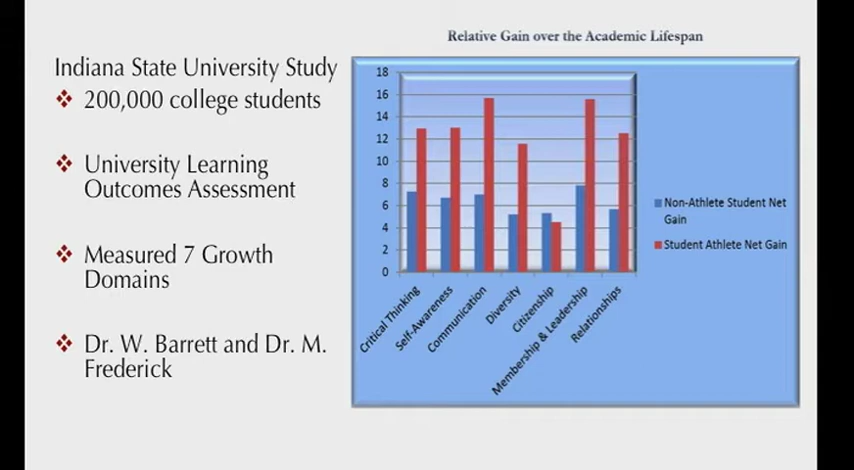 Relative Gain over the Academic Lifespan
Indiana State University Study
200,000 college students
University Learning
Outcomes Assessment
Measured 7 Growth
Domains
Dr. W. Barrett and Dr. M.
Frederick
18
16
14
12
10
8
6
4
2
0
Critical Thinking
Self-Awareness
Communication
Diversity
Citizenship
Membership & Leadership
Relationships
Non-Athlete Student Net
Gain
Student Athlete Net Gain